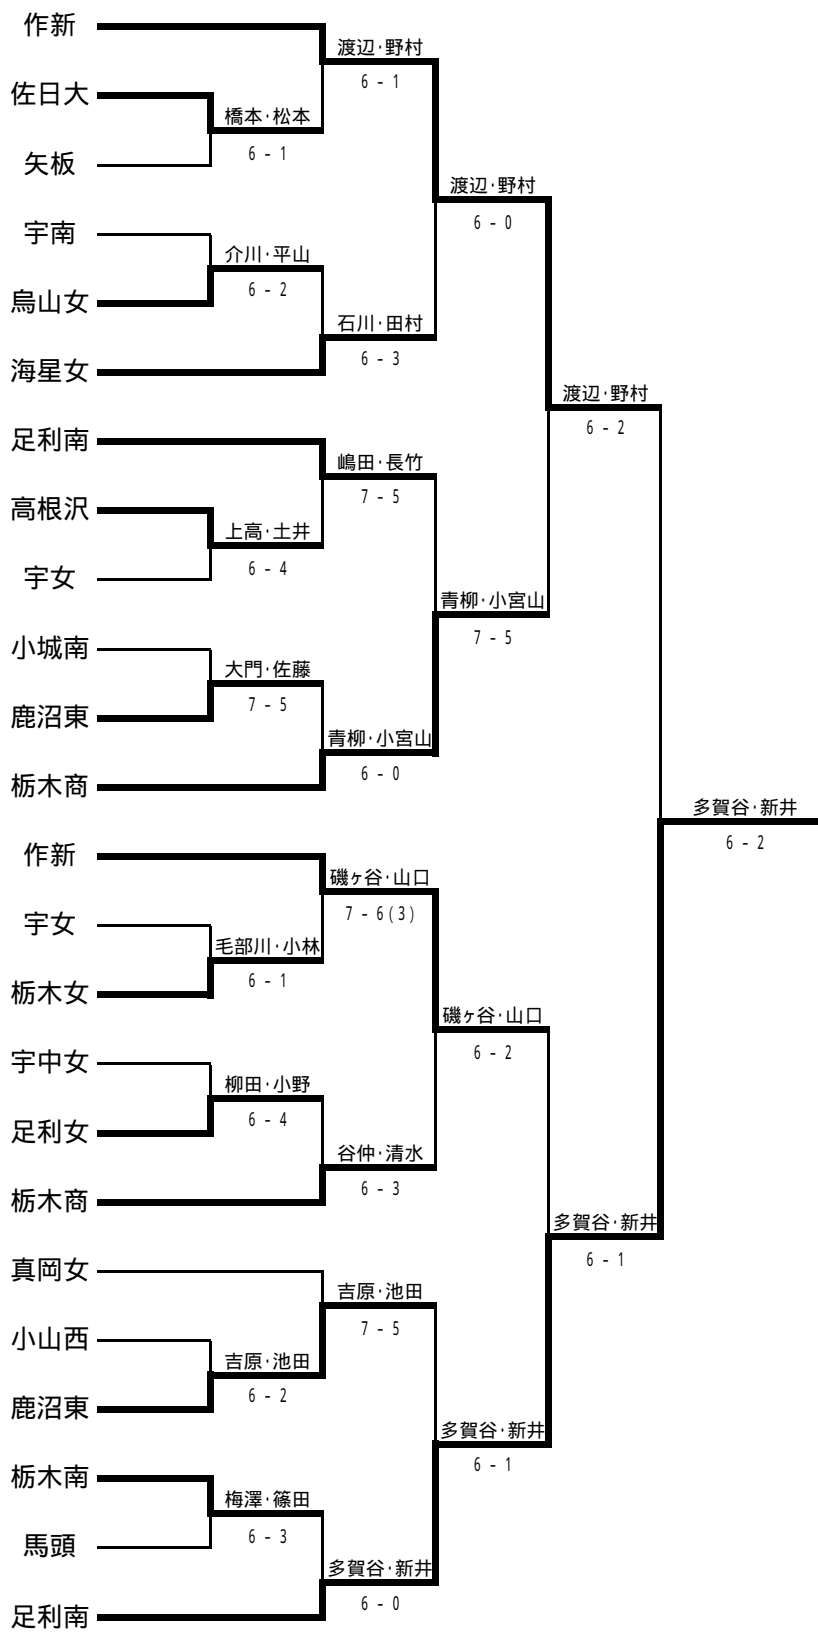 作新
渡辺・野村
6 - 1
佐日大
橋本・松本
6 - 1
矢板
渡辺・野村
6 - 0
宇南
介川・平山
6 - 2
烏山女
石川・田村
6 - 3
海星女
渡辺・野村
6 - 2
足利南
嶋田・長竹
7 - 5
高根沢
上高・土井
6 - 4
宇女
青柳・小宮山
7 - 5
小城南
大門・佐藤
7 - 5
鹿沼東
青柳・小宮山
6 - 0
栃木商
多賀谷・新井
6 - 2
作新
磯ヶ谷・山口
7 - 6(3)
宇女
毛部川・小林
6 - 1
栃木女
磯ヶ谷・山口
6 - 2
宇中女
柳田・小野
6 - 4
足利女
谷仲・清水
6 - 3
栃木商
多賀谷・新井
6 - 1
真岡女
吉原・池田
7 - 5
小山西
吉原・池田
6 - 2
鹿沼東
多賀谷・新井
6 - 1
栃木南
梅澤・篠田
6 - 3
馬頭
多賀谷・新井
6 - 0
足利南